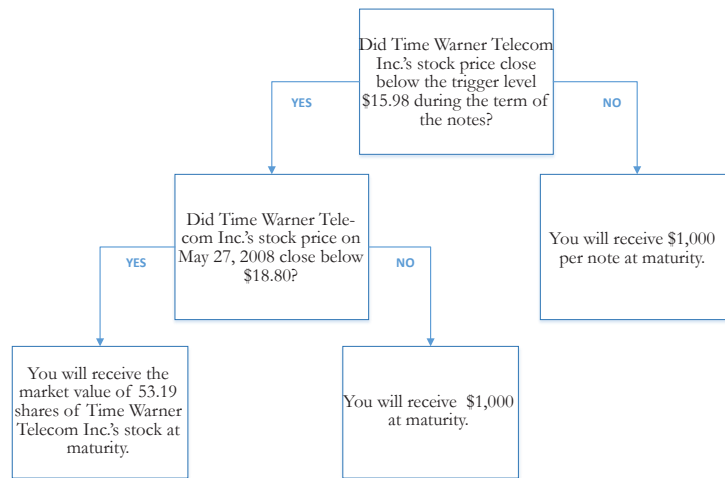 Did Time Warner Telecom
Inc.'s stock price close
below the trigger level
$15.98 during the term of
the notes?
YES
NO
Did Time Warner Tele-
com Inc.'s stock price on
May 27, 2008 close below
$18.80?
You will receive $1,000
per note at maturity.
YES
NO
You will receive the
market value of 53.19
shares of Time Warner
Telecom Inc.'s stock at
maturity.
You will receive $1,000
at maturity.